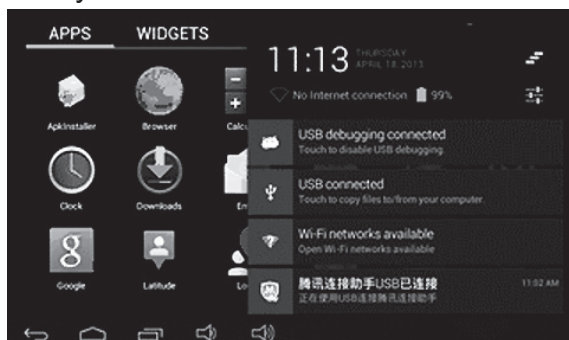 APPS WIDGETS
11:13 THURSDAY
APRIL 18, 2013
No Internet connection 99%
ApkInstaller Browser Calcu
USB debugging connected
Touch to disable USB debugging.
USB connected
Touch to copy files to/from your computer.
Clock Downloads Em
Wi-Fi networks available
Open Wi-Fi networks available
Google Latitude Lo
腾讯连接助手USB已连接 11:02 AM
正在使用USB连接腾讯连接助手